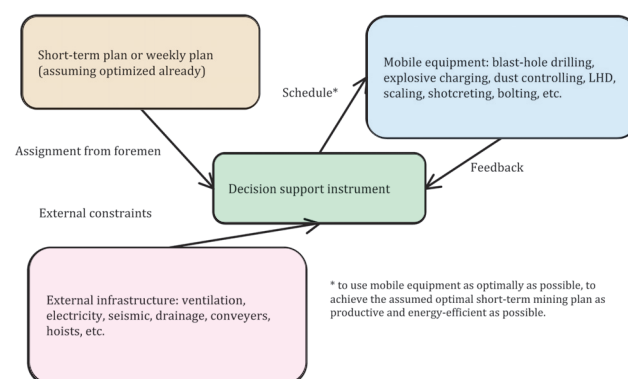 Short-term plan or weekly plan
(assuming optimized already)
Mobile equipment: blast-hole drilling,
explosive charging, dust controlling, LHD,
scaling, shotcreting, bolting, etc.
Schedule*
Assignment from foremen
Feedback
Decision support instrument
External constraints
External infrastructure: ventilation,
electricity, seismic, drainage, conveyers,
hoists, etc.
* to use mobile equipment as optimally as possible, to
achieve the assumed optimal short-term mining plan as
productive and energy-efficient as possible.